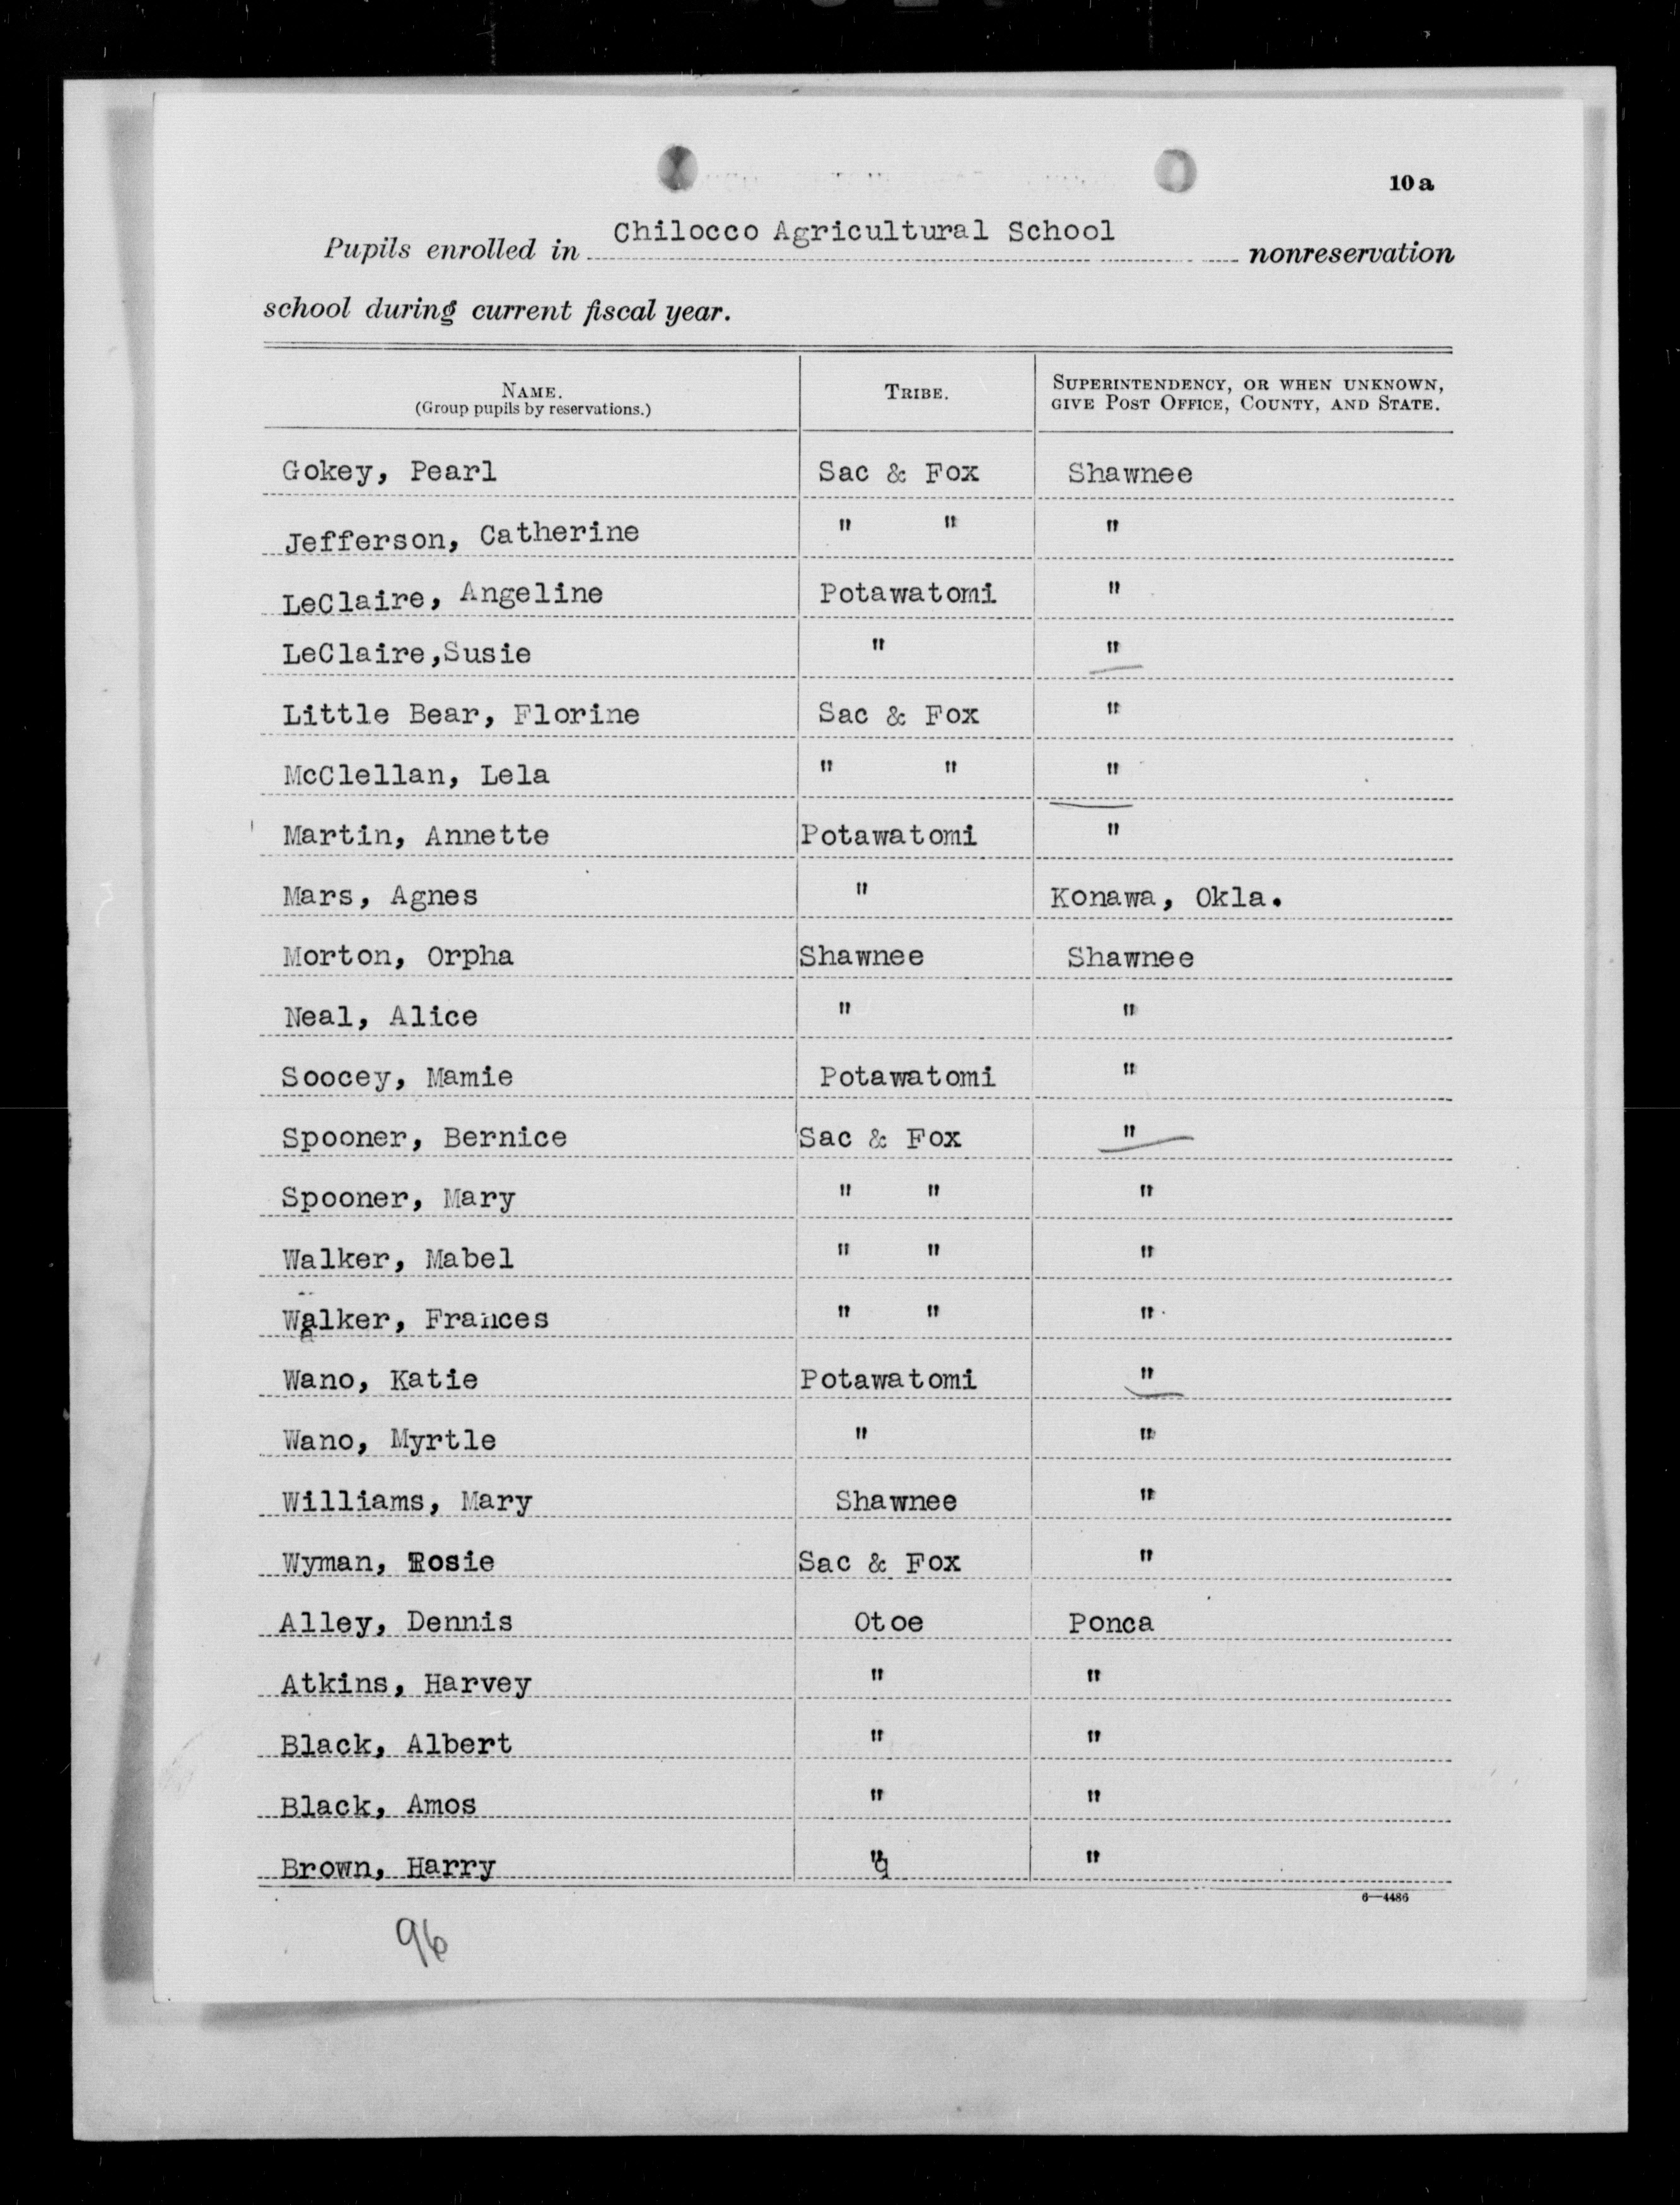 10a
Pupils enrolled in Chilocco Agricultural School nonreservation
school during current fiscal year.
NAME. TRIBE. SUPERINTENDENCY, OR WHEN UNKNOWN,
(Group pupils by reservations.) GIVE POST OFFICE, COUNTY, AND STATE.
Gokey, Pearl Sac & Fox Shawnee
Jefferson, Catherine " " "
LeClaire, Angeline Potawatomi "
LeClaire,Susie " "
Little Bear, Florine Sac & Fox "
McClellan, Lela " " "
Martin, Annette Potawatomi "
Mars, Agnes " Konawa, Okla.
Morton, Orpha Shawnee Shawnee
Neal, Alice " "
Soocey, Mamie Potawatomi "
Spooner, Bernice Sac & Fox "
Spooner, Mary " " "
Walker, Mabel " " "
Walker, Frances " " "
Wano, Katie Potawatomi "
Wano, Myrtle " "
Williams, Mary Shawnee "
Wyman, Rosie Sac & Fox "
Alley, Dennis Otoe Ponca
Atkins, Harvey " "
Black, Albert " "
Black, Amos " "
Brown, Harry " "
6—4486
96